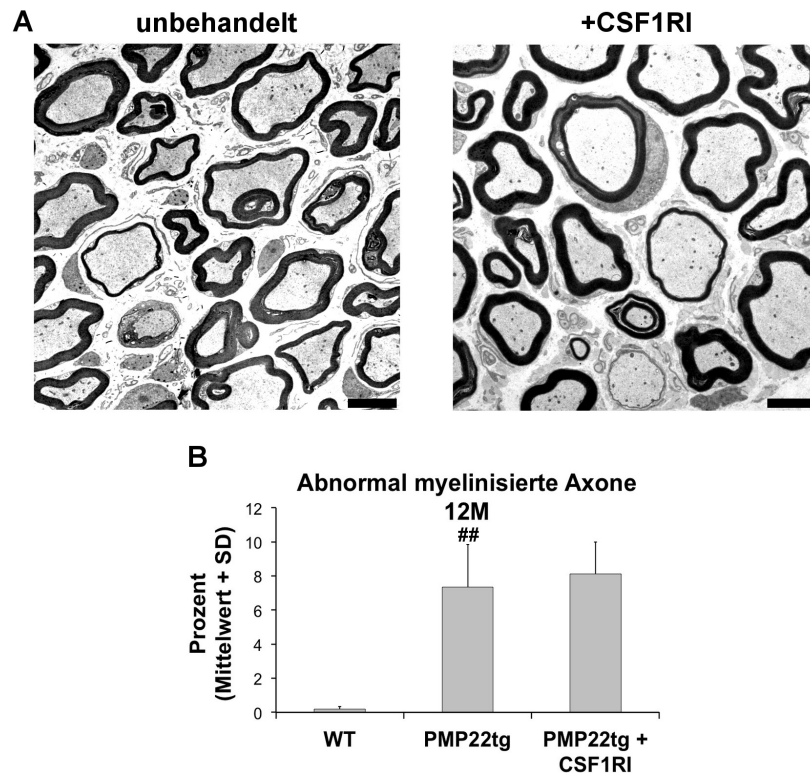 A
unbehandelt
+CSF1RI
B
Abnormal myelinisierte Axone
12M
##
Prozent
(Mittelwert + SD)
12
10
8
6
4
2
0
WT
PMP22tg
PMP22tg +
CSF1RI